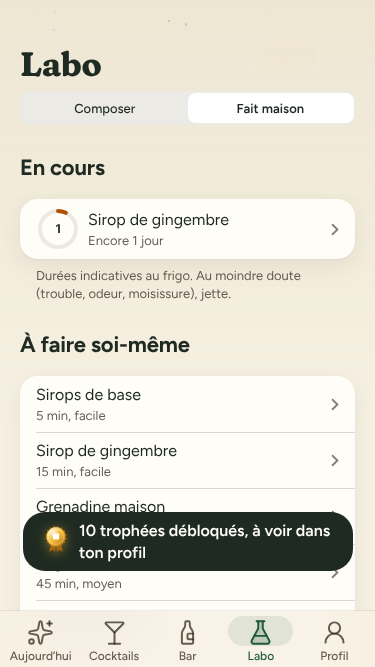 Labo
Composer
Fait maison
En cours
1
Sirop de gingembre
Encore 1 jour
Durées indicatives au frigo. Au moindre doute
(trouble, odeur, moisissure), jette.
À faire soi-même
Sirops de base
5 min, facile
Sirop de gingembre
15 min, facile
Grenadine maison
10 trophées débloqués, à voir dans
ton profil
45 min, moyen
Aujourd'hui
Cocktails
Bar
Labo
Profil